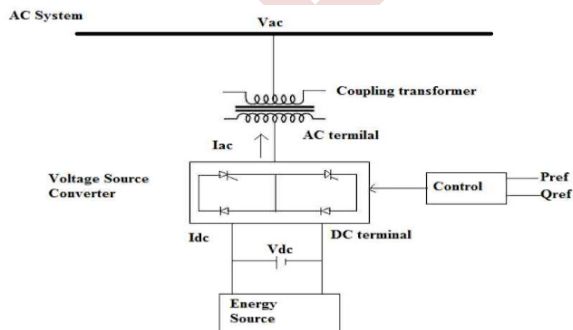 AC System
Vac
Coupling transformer
AC termilal
Iac
Voltage Source
Converter
Control
Pref
Qref
Idc
DC terminal
Vdc
Energy
Source